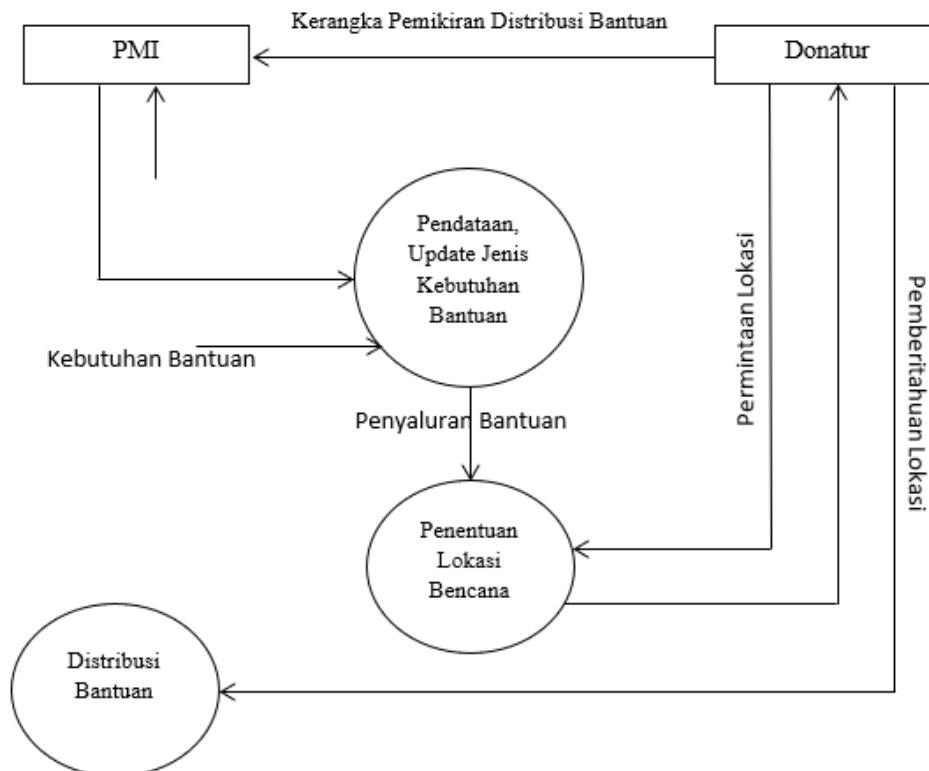 Kerangka Pemikiran Distribusi Bantuan
PMI
Donatur
Pendataan,
Update Jenis
Kebutuhan
Bantuan
Kebutuhan Bantuan
Penyaluran Bantuan
Permintaan Lokasi
Pemberitahuan Lokasi
Penentuan
Lokasi
Bencana
Distribusi
Bantuan